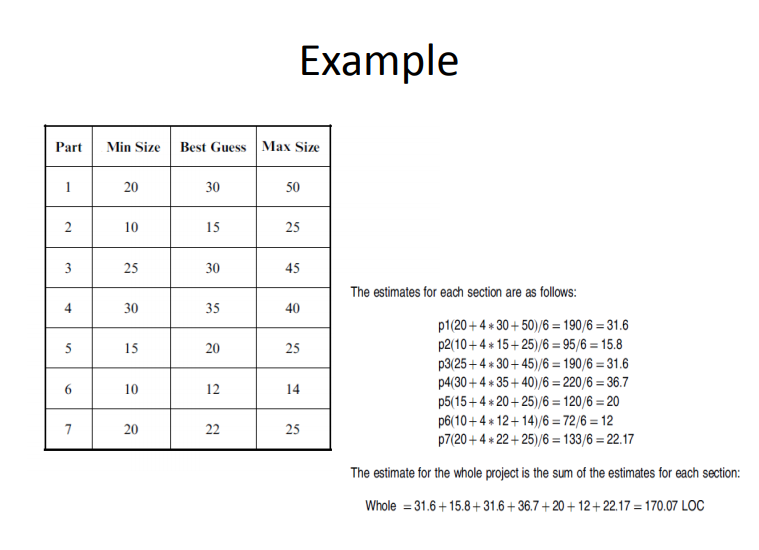 Example
Part Min Size Best Guess Max Size
1 20 30 50
2 10 15 25
3 25 30 45
4 30 35 40
5 15 20 25
6 10 12 14
7 20 22 25
The estimates for each section are as follows:
p1(20 + 4 ∗ 30 + 50)/6 = 190/6 = 31.6
p2(10 + 4 ∗ 15 + 25)/6 = 95/6 = 15.8
p3(25 + 4 ∗ 30 + 45)/6 = 190/6 = 31.6
p4(30 + 4 ∗ 35 + 40)/6 = 220/6 = 36.7
p5(15 + 4 ∗ 20 + 25)/6 = 120/6 = 20
p6(10 + 4 ∗ 12 + 14)/6 = 72/6 = 12
p7(20 + 4 ∗ 22 + 25)/6 = 133/6 = 22.17
The estimate for the whole project is the sum of the estimates for each section:
Whole = 31.6 + 15.8 + 31.6 + 36.7 + 20 + 12 + 22.17 = 170.07 LOC